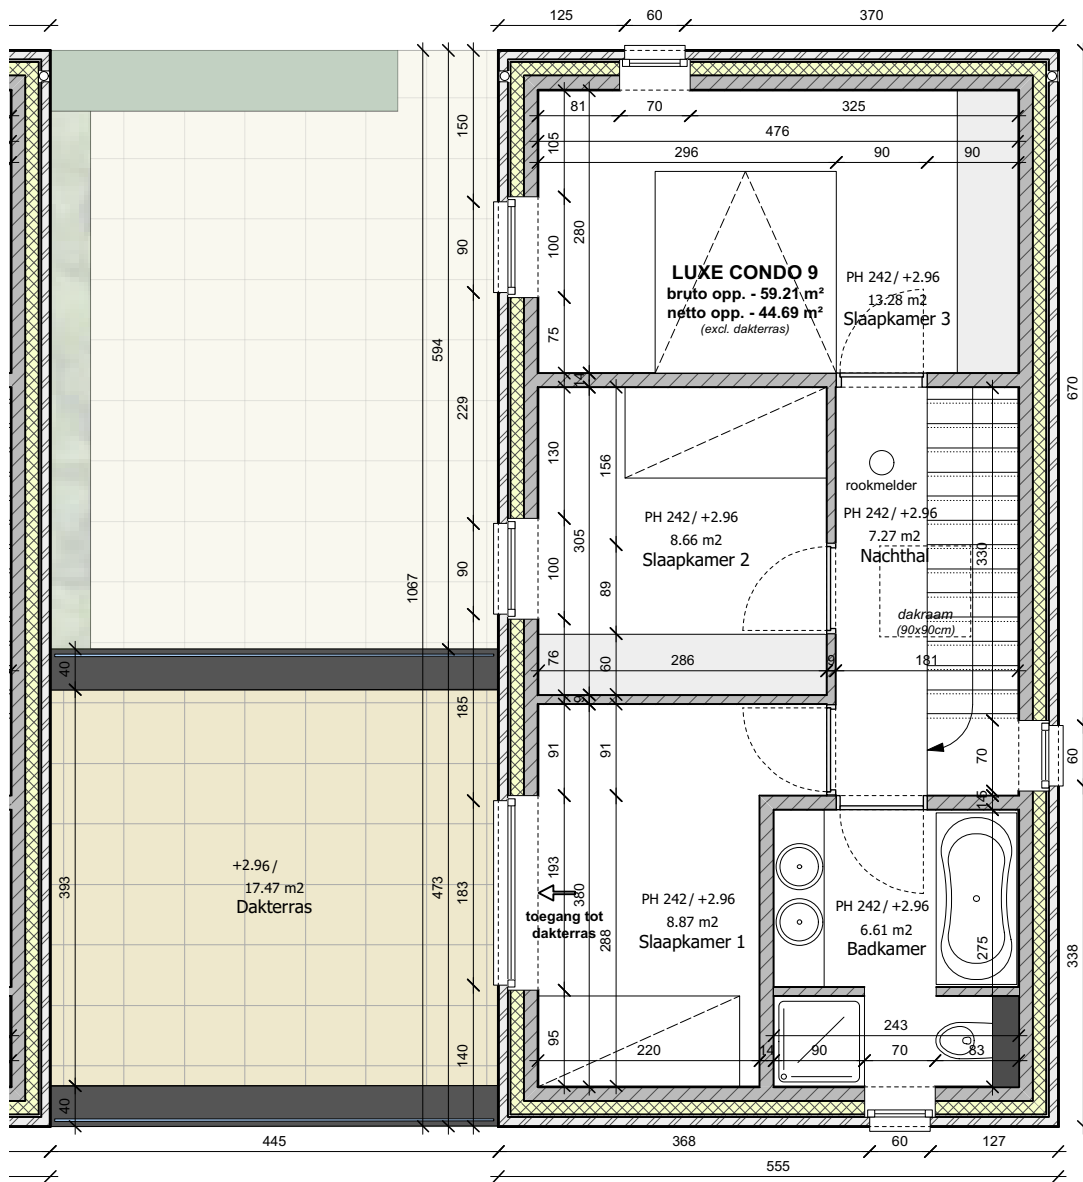 125
60
370
81
70
325
476
296
90
90
150
105
90
100
280
75
594
14
229
LUXE CONDO 9
bruto opp. - 59.21 m²
netto opp. - 44.69 m²
(excl. dakterras)
PH 242/ +2.96
13.28 m2
Slaapkamer 3
670
130
156
305
100
89
90
1067
PH 242/ +2.96
8.66 m2
Slaapkamer 2
rookmelder
PH 242/ +2.96
7.27 m2
Nachthal
330
dakraam
(90x90cm)
40
76
60
286
9
181
9
185
91
91
70
60
14
5
+2.96 /
17.47 m2
Dakterras
393
473
183
193
380
288
toegang tot
dakterras
PH 242/ +2.96
8.87 m2
Slaapkamer 1
PH 242/ +2.96
6.61 m2
Badkamer
275
338
243
140
95
220
14
90
70
83
40
445
368
60
127
555